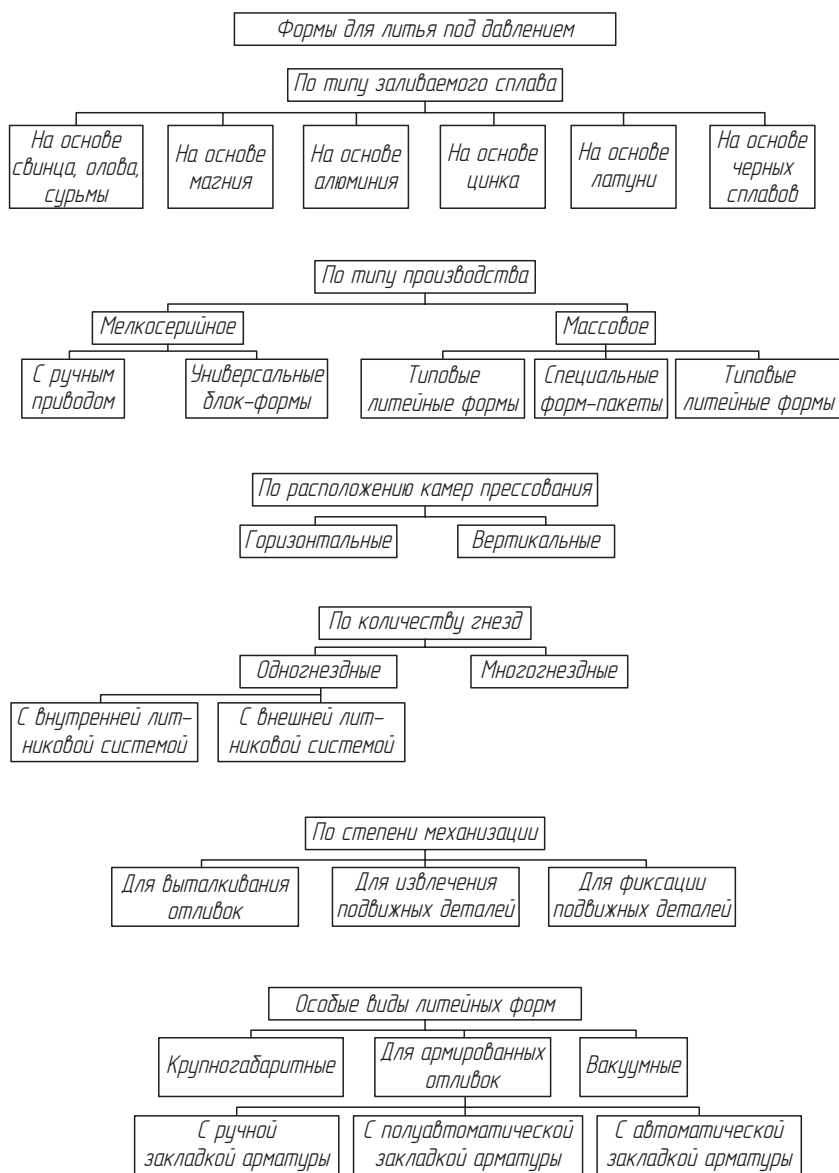 Формы для литья под давлением
По типу заливаемого сплава
На основе
свинца, олова,
сурьмы
На основе
магния
На основе
алюминия
На основе
цинка
На основе
латуни
На основе
черных
сплавов
По типу производства
Мелкосерийное
Массовое
С ручным
приводом
Универсальные
блок-формы
Типовые
литейные формы
Специальные
форм-пакеты
Типовые
литейные формы
По расположению камер прессования
Горизонтальные
Вертикальные
По количеству гнезд
Одногнездные
Многогнездные
С внутренней лит-
никовой системой
С внешней лит-
никовой системой
По степени механизации
Для выталкивания
отливок
Для извлечения
подвижных деталей
Для фиксации
подвижных деталей
Особые виды литейных форм
Крупногабаритные
Для армированных
отливок
Вакуумные
С ручной
закладкой арматуры
С полуавтоматической
закладкой арматуры
С автоматической
закладкой арматуры